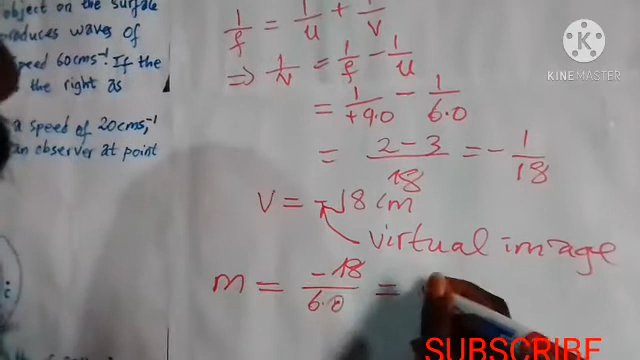 object on the surface
produces waves of
speed 60cms⁻¹. If the
the right as
a speed of 20cms,⁻¹
an observer at point
1/f = 1/u + 1/v
=> 1/v = 1/f - 1/u
= 1/+9.0 - 1/6.0
= 2-3/18 = - 1/18
v = -18 cm
virtual image
m = -18/6.0 =
KINEMASTER
SUBSCRIBE